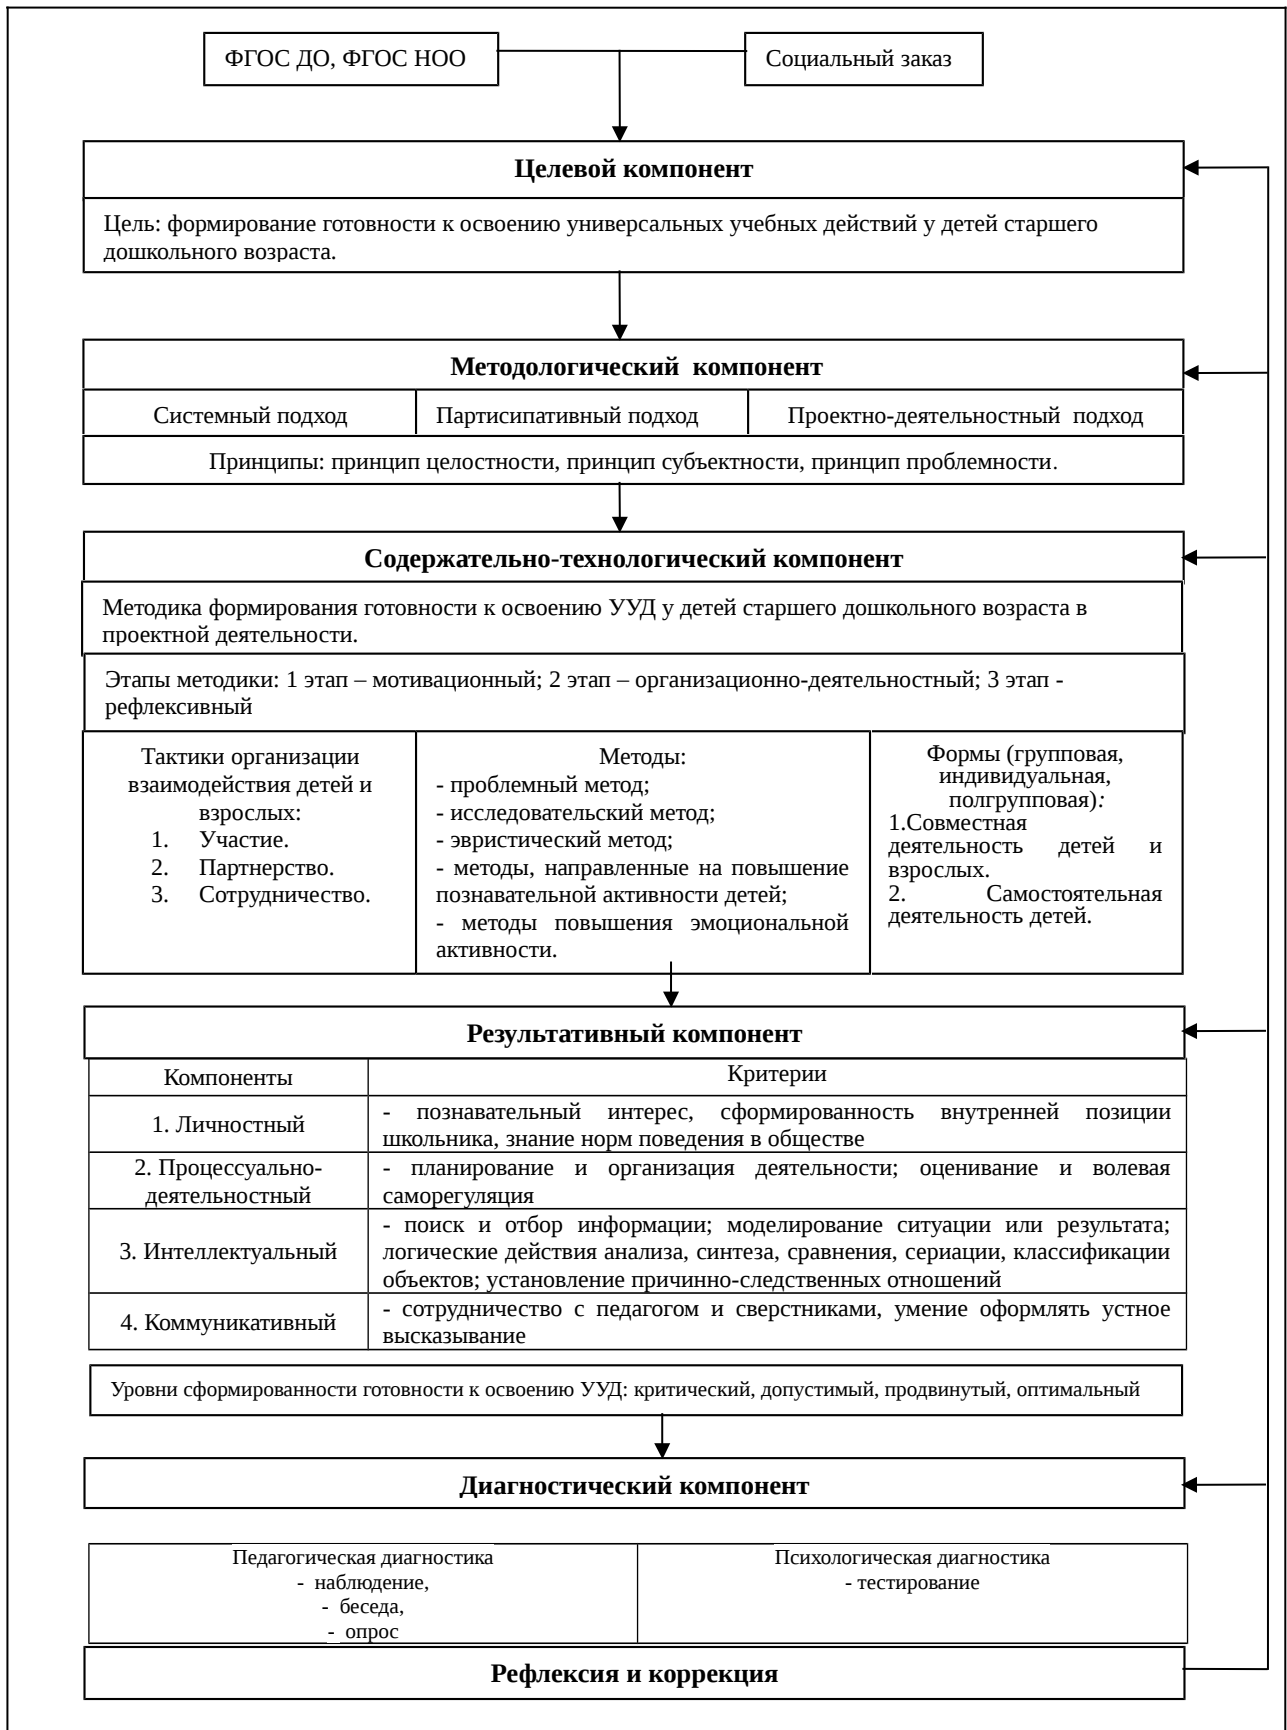 ФГОС ДО, ФГОС НОО
Социальный заказ
Целевой компонент
Цель: формирование готовности к освоению универсальных учебных действий у детей старшего
дошкольного возраста.
Методологический  компонент
Системный подход
Партисипативный подход
Проектно-деятельностный  подход
Принципы: принцип целостности, принцип субъектности, принцип проблемности.
Содержательно-технологический компонент
Методика формирования готовности к освоению УУД у детей старшего дошкольного возраста в
проектной деятельности.
Этапы методики: 1 этап – мотивационный; 2 этап – организационно-деятельностный; 3 этап -
рефлексивный
Тактики организации
взаимодействия детей и
взрослых:
1. Участие.
2. Партнерство.
3. Сотрудничество.
Методы:
- проблемный метод;
- исследовательский метод;
- эвристический метод;
- методы, направленные на повышение
познавательной активности детей;
- методы повышения эмоциональной
активности.
Формы (групповая,
индивидуальная,
полгрупповая):
1.Совместная
деятельность детей и
взрослых.
2. Самостоятельная
деятельность детей.
Результативный компонент
Компоненты
Критерии
1. Личностный
- познавательный интерес, сформированность внутренней позиции
школьника, знание норм поведения в обществе
2. Процессуально-
деятельностный
- планирование и организация деятельности; оценивание и волевая
саморегуляция
3. Интеллектуальный
- поиск и отбор информации; моделирование ситуации или результата;
логические действия анализа, синтеза, сравнения, сериации, классификации
объектов; установление причинно-следственных отношений
4. Коммуникативный
- сотрудничество с педагогом и сверстниками, умение оформлять устное
высказывание
Уровни сформированности готовности к освоению УУД: критический, допустимый, продвинутый, оптимальный
Диагностический компонент
Педагогическая диагностика
- наблюдение,
- беседа,
- опрос
Психологическая диагностика
- тестирование
Рефлексия и коррекция